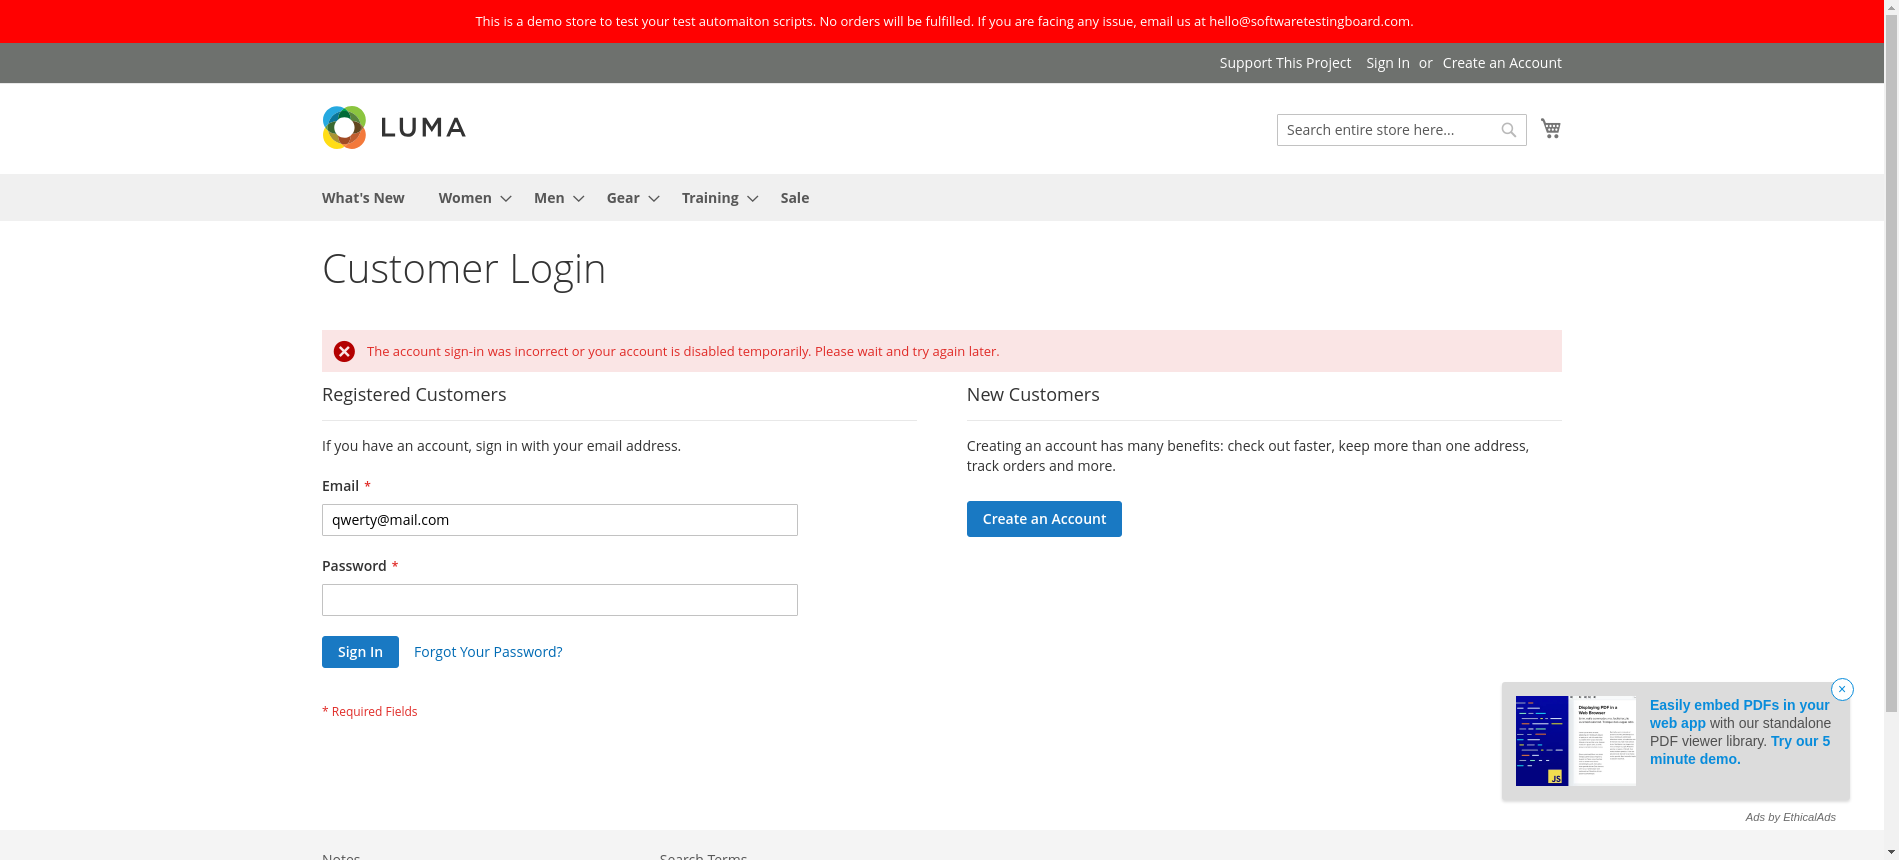 This is a demo store to test your test automaiton scripts. No orders will be fulfilled. If you are facing any issue, email us at hello@softwaretestingboard.com.
Support This Project Sign In or Create an Account
LUMA
Search entire store here...
What's New Women Men Gear Training Sale
Customer Login
The account sign-in was incorrect or your account is disabled temporarily. Please wait and try again later.
Registered Customers
If you have an account, sign in with your email address.
Email *
qwerty@mail.com
Password *
Sign In Forgot Your Password?
* Required Fields
New Customers
Creating an account has many benefits: check out faster, keep more than one address,
track orders and more.
Create an Account
Displaying PDF in a
Web Browser
JS
Easily embed PDFs in your
web app with our standalone
PDF viewer library. Try our 5
minute demo.
×
Ads by EthicalAds
Notes Search Terms